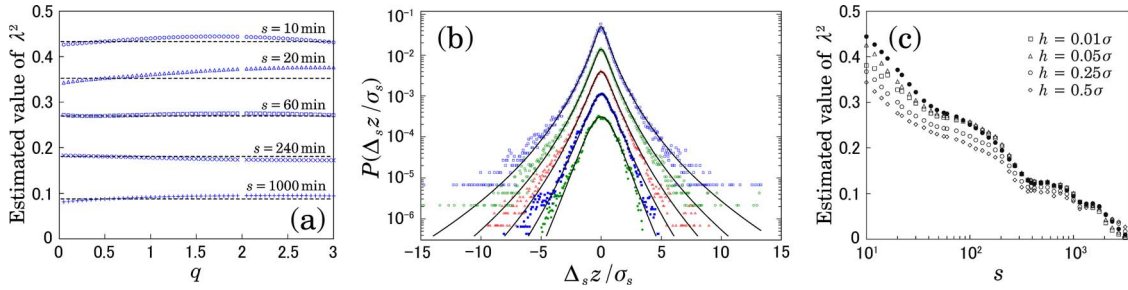 Estimated value of λ²
0.5
0.4
0.3
0.2
0.1
0
s = 10 min
s = 20 min
s = 60 min
s = 240 min
s = 1000 min
(a)
0 0.5 1 1.5 2 2.5 3
q
P(Δₛz/σₛ)
10⁻¹
10⁻²
10⁻³
10⁻⁴
10⁻⁵
10⁻⁶
(b)
−15 −10 −5 0 5 10 15
Δₛz/σₛ
Estimated value of λ²
0.5
0.4
0.3
0.2
0.1
0
(c)
h = 0.01σ
h = 0.05σ
h = 0.25σ
h = 0.5σ
10¹ 10² 10³
s